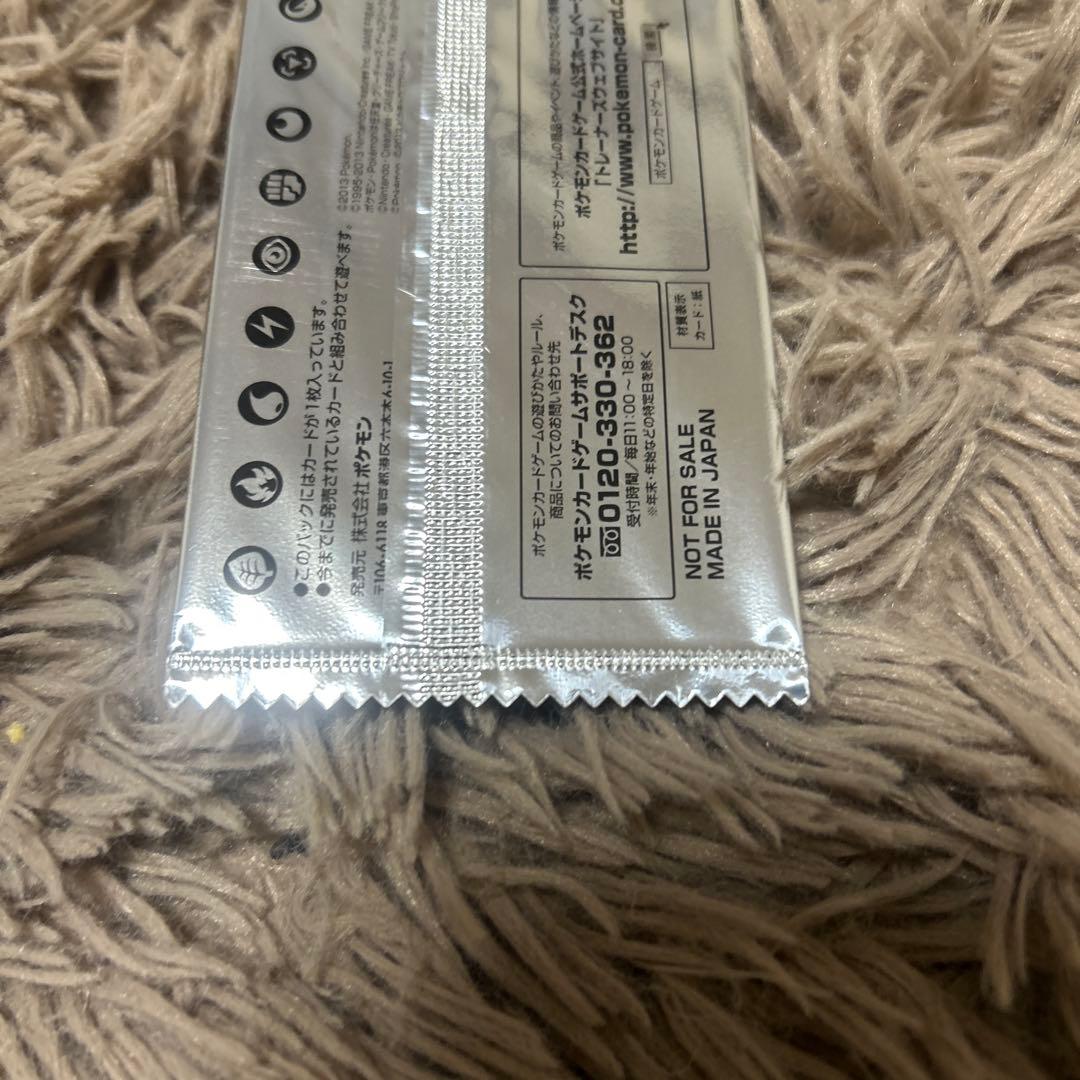 ●このパックにはカードが1枚入っています。
●今までに発売されているカードと組み合わせて遊べます。
発売元 株式会社ポケモン
〒106-6118 東京都港区六本木6-10-1
©2013 Pokémon.
©1995-2013 Nintendo/Creatures Inc./GAME FREAK
ポケモンカードゲーム公式ホームペー
「トレーナーズウェブサイト」
http://www.pokemon-card.c
ポケモンカードゲーム 検索
ポケモンカードゲームの遊びかたやルール、
商品についてのお問い合わせ先
ポケモンカードゲームサポートデスク
0120-330-362
受付時間/毎日11:00~18:00
※年末・年始などの特定日を除く
材質表示
カード:紙
NOT FOR SALE
MADE IN JAPAN